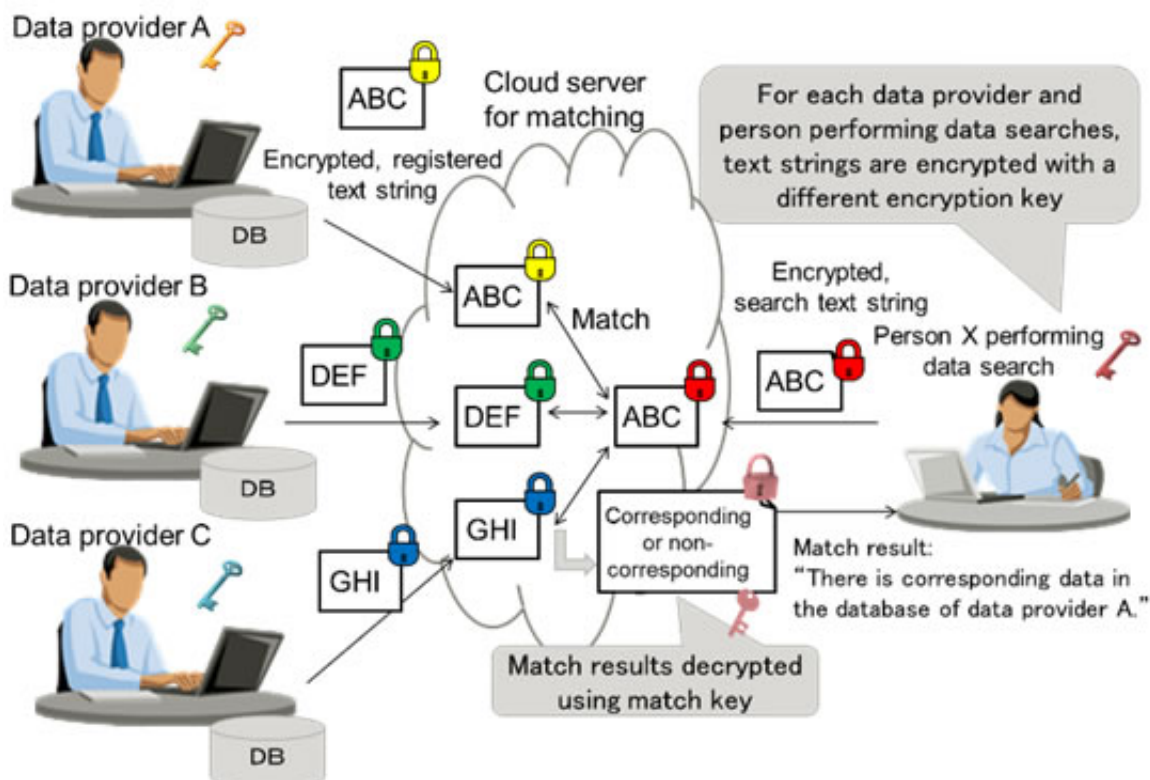 Data provider A
ABC
Encrypted, registered
text string
DB
Cloud server
for matching
For each data provider and
person performing data searches,
text strings are encrypted with a
different encryption key
Data provider B
DEF
DB
ABC
Match
DEF
ABC
GHI
Encrypted,
search text string
ABC
Person X performing
data search
Data provider C
GHI
DB
Corresponding
or non-
corresponding
Match result:
“There is corresponding data in
the database of data provider A.”
Match results decrypted
using match key